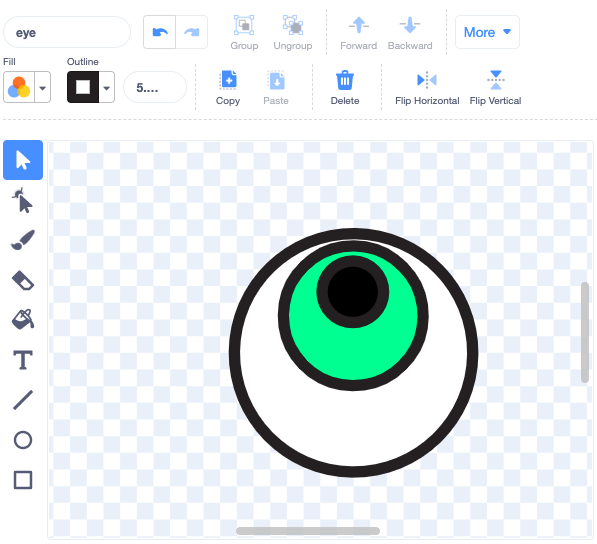 eye
Group
Ungroup
Forward
Backward
More
Fill
Outline
5....
Copy
Paste
Delete
Flip Horizontal
Flip Vertical
T